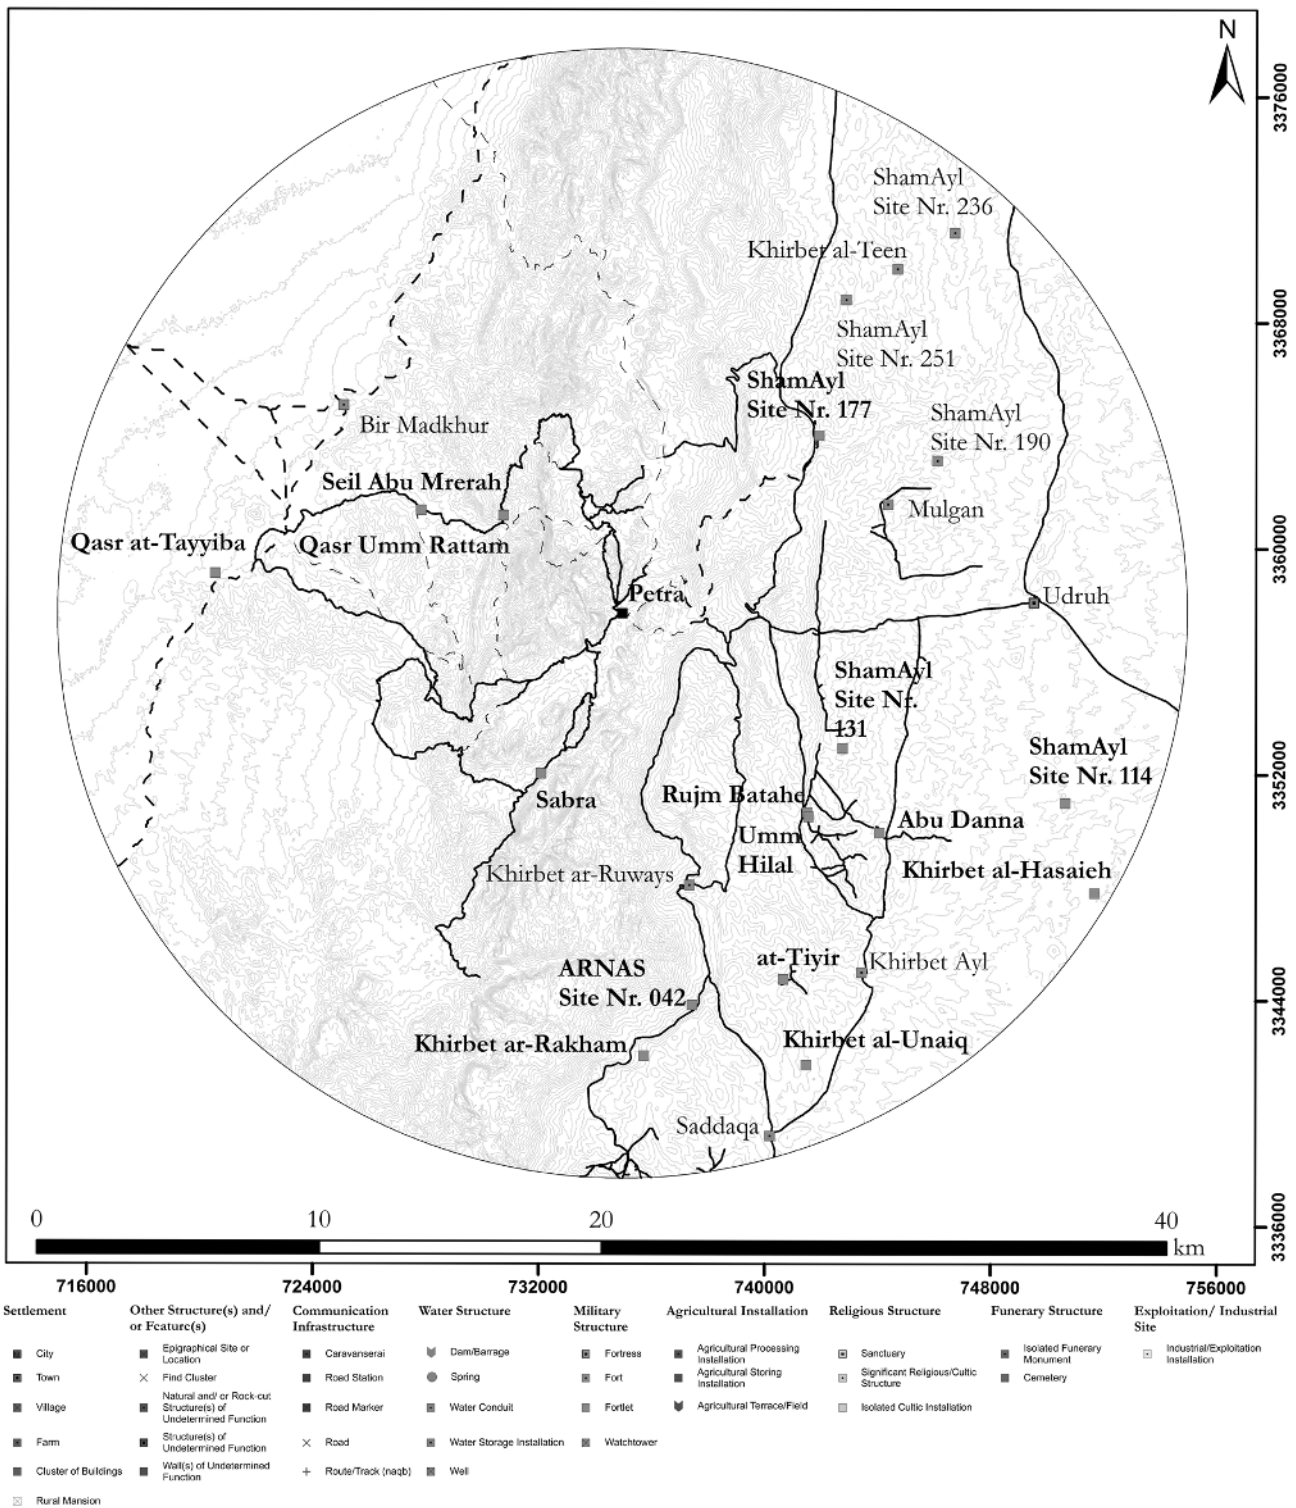 N
3376000
ShamAyl
Site Nr. 236
Khirbet al-Teen
3368000
ShamAyl
Site Nr. 251
ShamAyl
Site Nr. 177
ShamAyl
Site Nr. 190
Bir Madkhur
Seil Abu Mrerah
Mulgan
Qasr at-Tayyiba
Qasr Umm Rattam
3360000
Petra
Udruh
ShamAyl
Site Nr.
131
ShamAyl
Site Nr. 114
3352000
Sabra
Rujm Batahe
Abu Danna
Umm
Hilal
Khirbet ar-Ruways
Khirbet al-Hasaieh
at-Tiyir
Khirbet Ayl
ARNAS
Site Nr. 042
3344000
Khirbet ar-Rakham
Khirbet al-Unaiq
Saddaqa
3336000
0 10 20 40
km
716000 724000 732000 740000 748000 756000
Settlement
City
Town
Village
Farm
Cluster of Buildings
Rural Mansion
Other Structure(s) and/
or Feature(s)
Epigraphical Site or
Location
Find Cluster
Natural and/ or Rock-cut
Structure(s) of
Undetermined Function
Structure(s) of
Undetermined Function
Wall(s) of Undetermined
Function
Communication
Infrastructure
Caravanserai
Road Station
Road Marker
Road
Route/Track (naqb)
Water Structure
Dam/Barrage
Spring
Water Conduit
Water Storage Installation
Well
Military
Structure
Fortress
Fort
Fortlet
Watchtower
Agricultural Installation
Agricultural Processing
Installation
Agricultural Storing
Installation
Agricultural Terrace/Field
Religious Structure
Sanctuary
Significant Religious/Cultic
Structure
Isolated Cultic Installation
Funerary Structure
Isolated Funerary
Monument
Cemetery
Exploitation/ Industrial
Site
Industrial/Exploitation
Installation